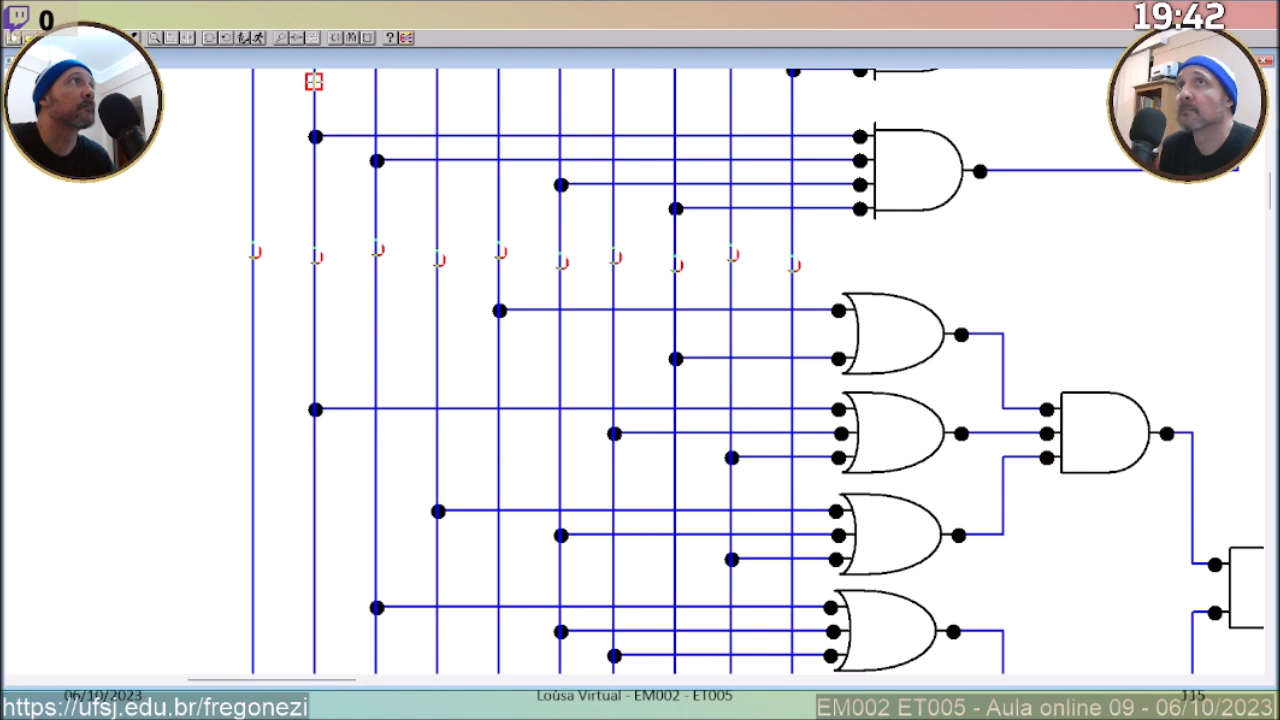 0
19:42
?
06/10/2023
Lousa Virtual - EM002 - ET005
115
https://ufsj.edu.br/fregonezi
EM002 ET005 - Aula online 09 - 06/10/2023